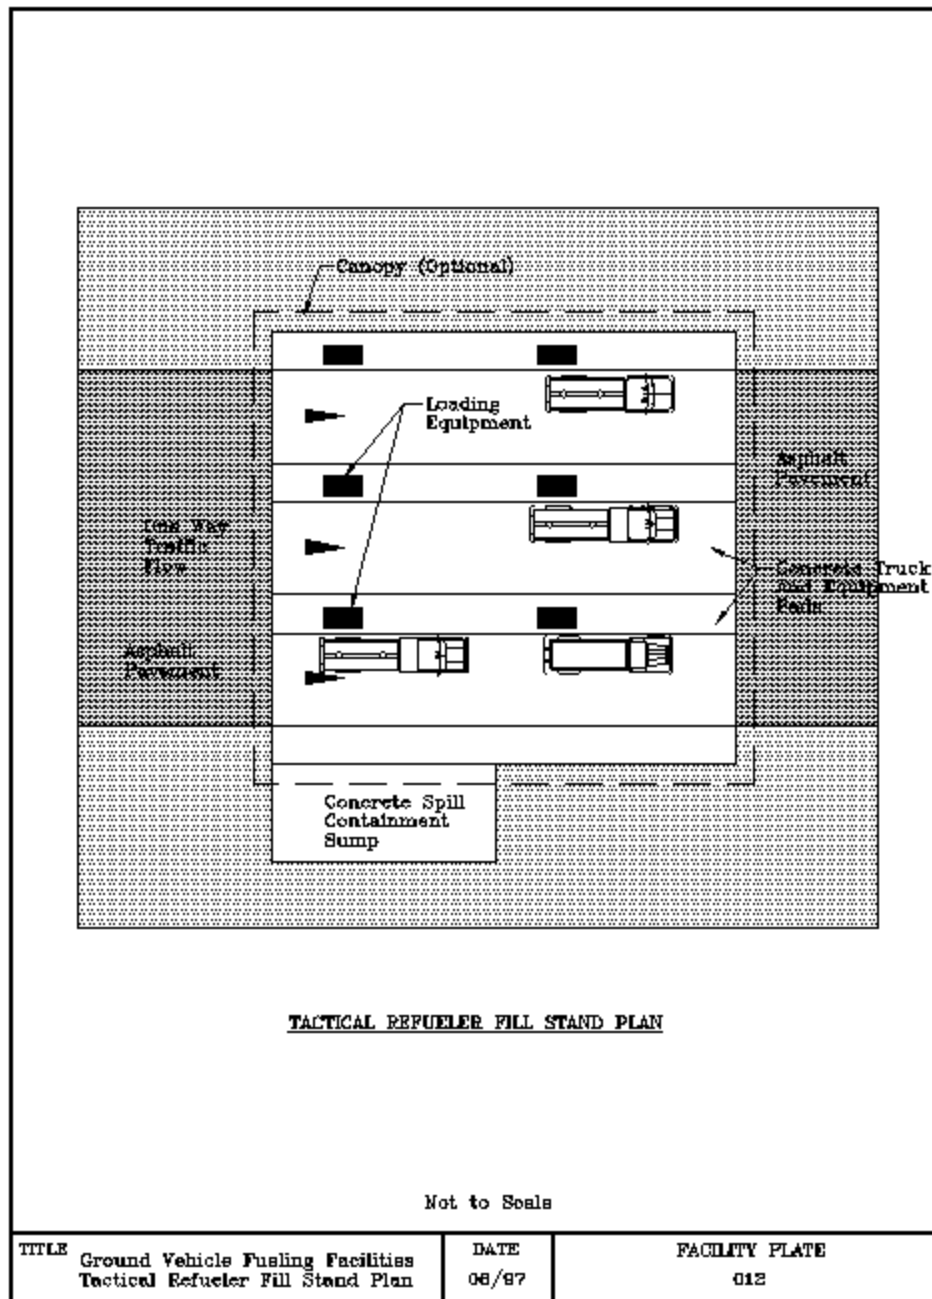 Canopy (Optional)
Loading
Equipment
Asphalt
Pavement
One Way
Traffic
Flow
Concrete Truck
And Equipment
Pads
Asphalt
Pavement
Concrete Spill
Containment
Sump
TACTICAL REFUELER FILL STAND PLAN
Not to Scale
TITLE
Ground Vehicle Fueling Facilities
Tactical Refueler Fill Stand Plan
DATE
06/97
FACILITY PLATE
012